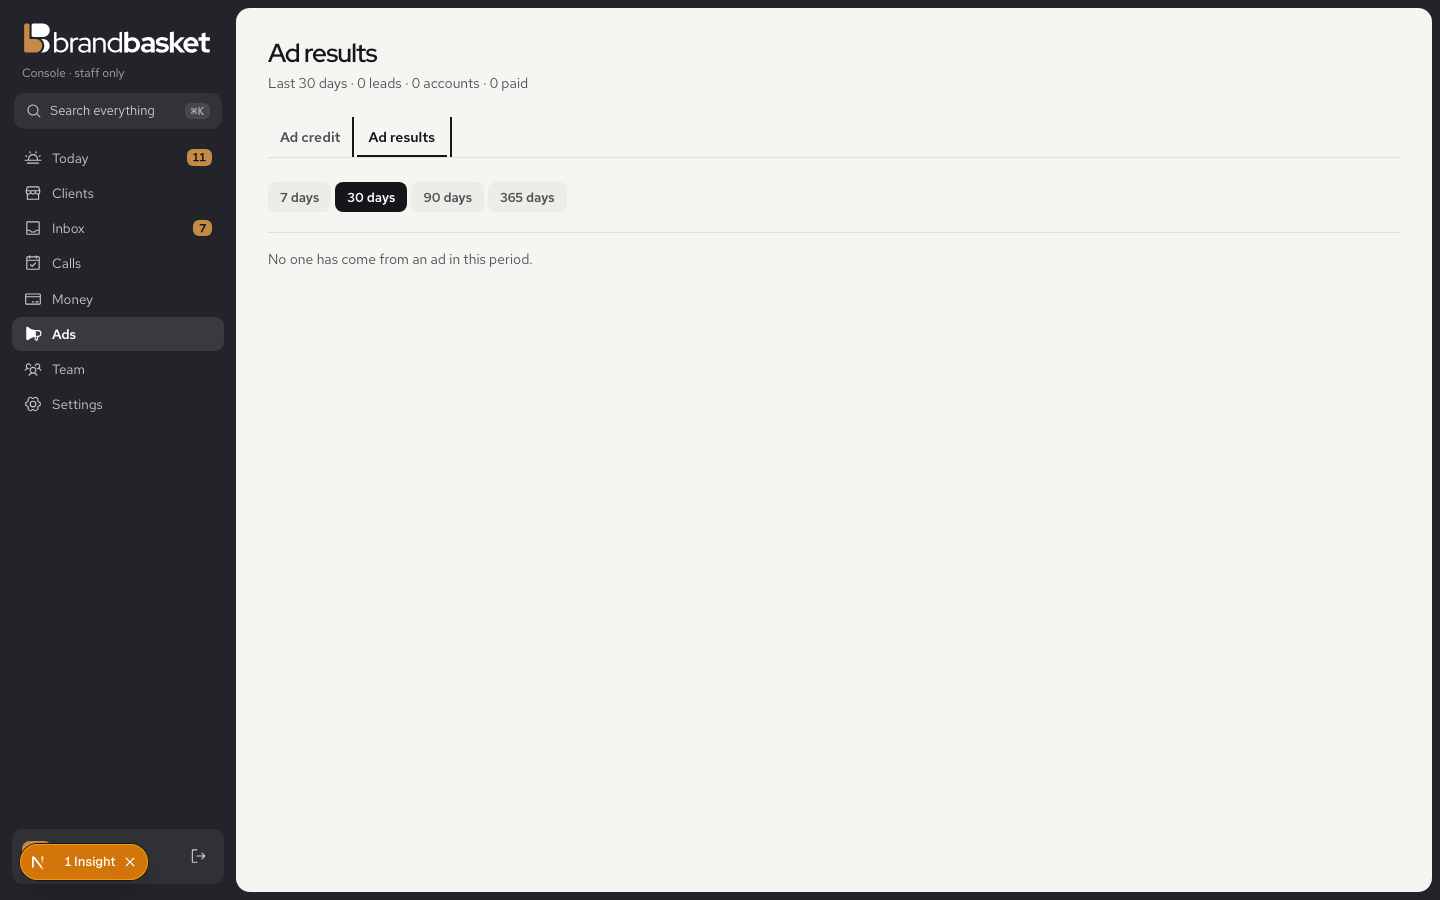 brandbasket
Console · staff only
Search everything ⌘K
Today 11
Clients
Inbox 7
Calls
Money
Ads
Team
Settings
1 Insight
Ad results
Last 30 days · 0 leads · 0 accounts · 0 paid
Ad credit Ad results
7 days 30 days 90 days 365 days
No one has come from an ad in this period.